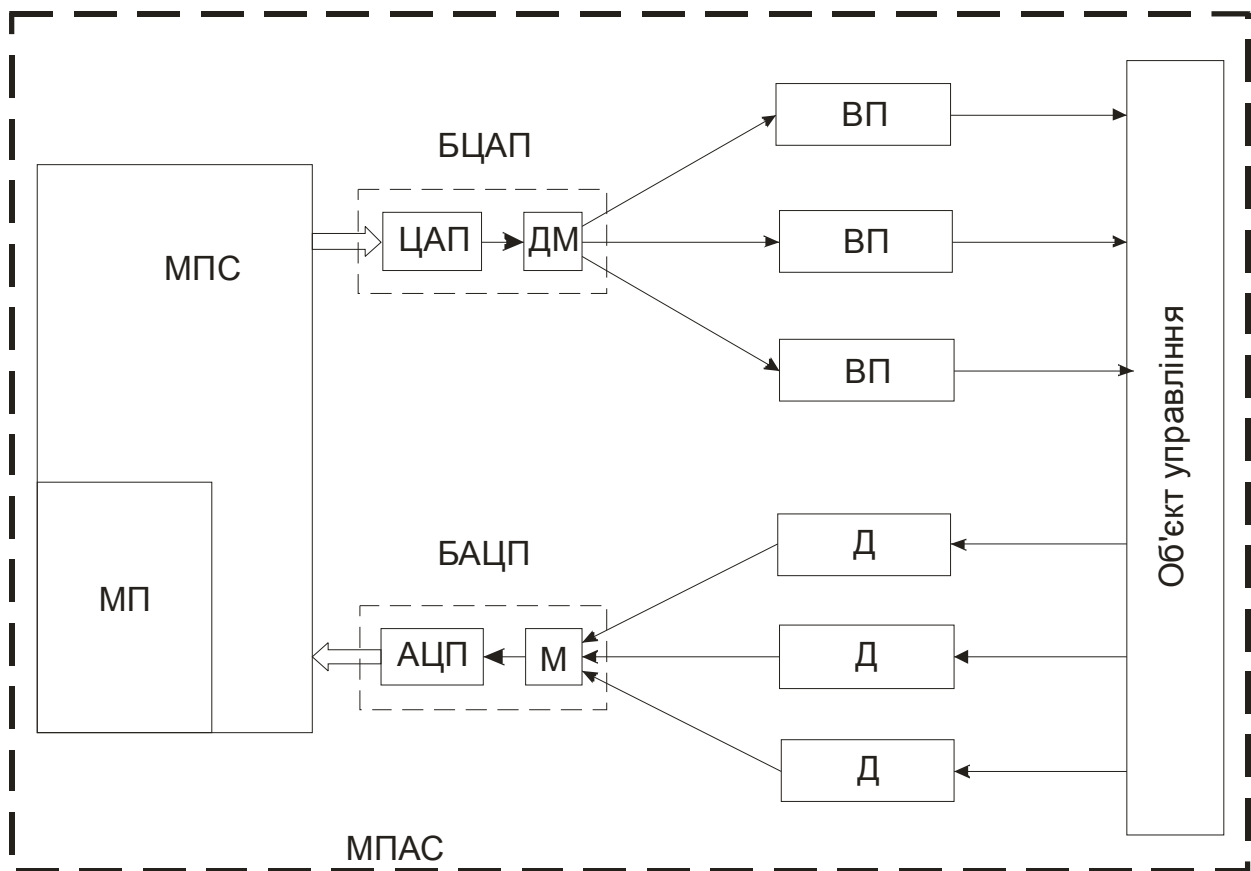 ВП
БЦАП
ЦАП
ДМ
ВП
МПС
ВП
Об'єкт управління
Д
БАЦП
МП
АЦП
М
Д
Д
МПАС